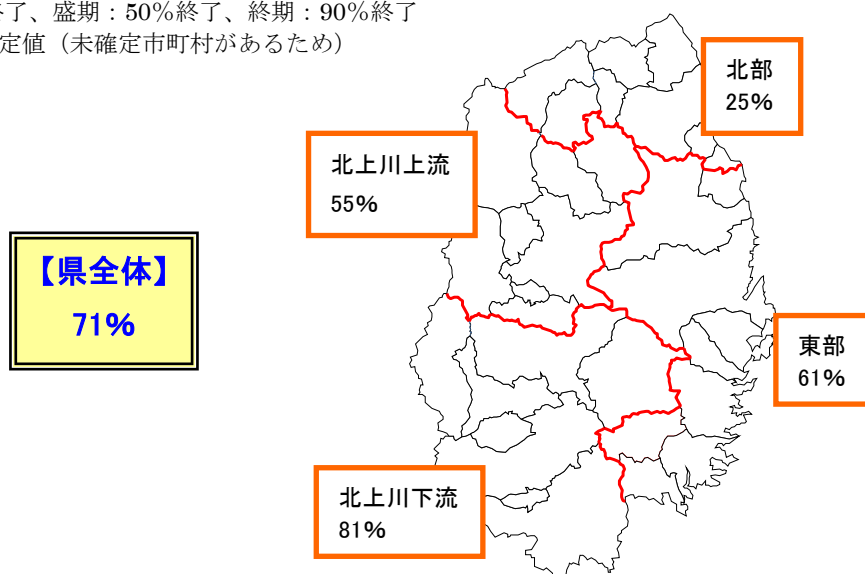 終了、盛期：50％終了、終期：90％終了
定値（未確定市町村があるため）
北部
25%
北上川上流
55%
【県全体】
71%
東部
61%
北上川下流
81%